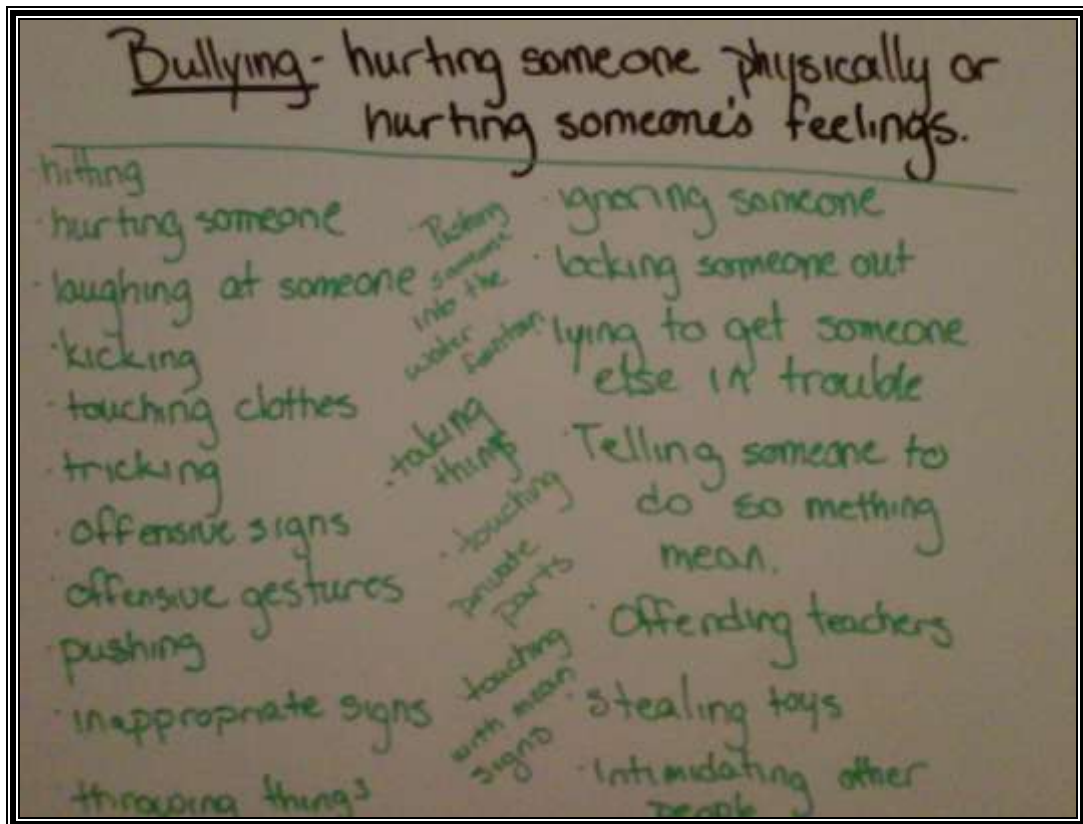 Bullying - hurting someone physically or
hurting someone's feelings.
hitting
· hurting someone
· laughing at someone
· kicking
· touching clothes
· tricking
· offensive signs
offensive gestures
pushing
· inappropriate signs
throwing things
Pushing
someone
into the
water
fountain
· taking
things
· touching
private
parts
touching
with mean
signs
· ignoring someone
· locking someone out
lying to get someone
else in trouble
· Telling someone to
do so mething
mean.
· Offending teachers
· stealing toys
· Intimidating other
people